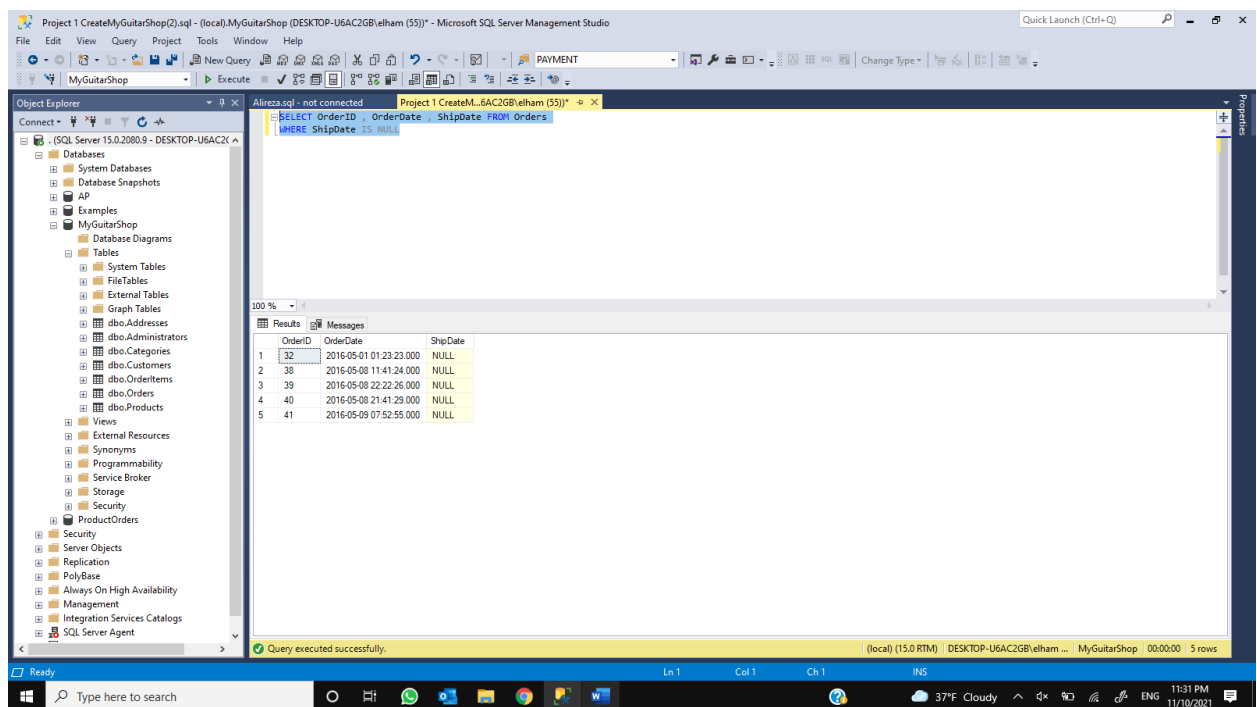 Project 1 CreateMyGuitarShop(2).sql - (local).MyGuitarShop (DESKTOP-U6AC2GB\elham (55))* - Microsoft SQL Server Management Studio
Quick Launch (Ctrl+Q)
File Edit View Query Project Tools Window Help
New Query MDX DMX XMLA DAX PAYMENT Change Type
MyGuitarShop Execute
Object Explorer
Alireza.sql - not connected
Project 1 CreateM...6AC2GB\elham (55))*
Properties
Connect
SELECT OrderID , OrderDate , ShipDate FROM Orders
WHERE ShipDate IS NULL
. (SQL Server 15.0.2080.9 - DESKTOP-U6AC2G
Databases
System Databases
Database Snapshots
AP
Examples
MyGuitarShop
Database Diagrams
Tables
System Tables
FileTables
External Tables
Graph Tables
dbo.Addresses
dbo.Administrators
dbo.Categories
dbo.Customers
dbo.OrderItems
dbo.Orders
dbo.Products
Views
External Resources
Synonyms
Programmability
Service Broker
Storage
Security
ProductOrders
Security
Server Objects
Replication
PolyBase
Always On High Availability
Management
Integration Services Catalogs
SQL Server Agent
100 %
Results Messages
OrderID OrderDate ShipDate
1 32 2016-05-01 01:23:23.000 NULL
2 38 2016-05-08 11:41:24.000 NULL
3 39 2016-05-08 22:22:26.000 NULL
4 40 2016-05-08 21:41:29.000 NULL
5 41 2016-05-09 07:52:55.000 NULL
Query executed successfully.
(local) (15.0 RTM) DESKTOP-U6AC2GB\elham ... MyGuitarShop 00:00:00 5 rows
Ready Ln 1 Col 1 Ch 1 INS
Type here to search
37°F Cloudy
ENG
11:31 PM
11/10/2021